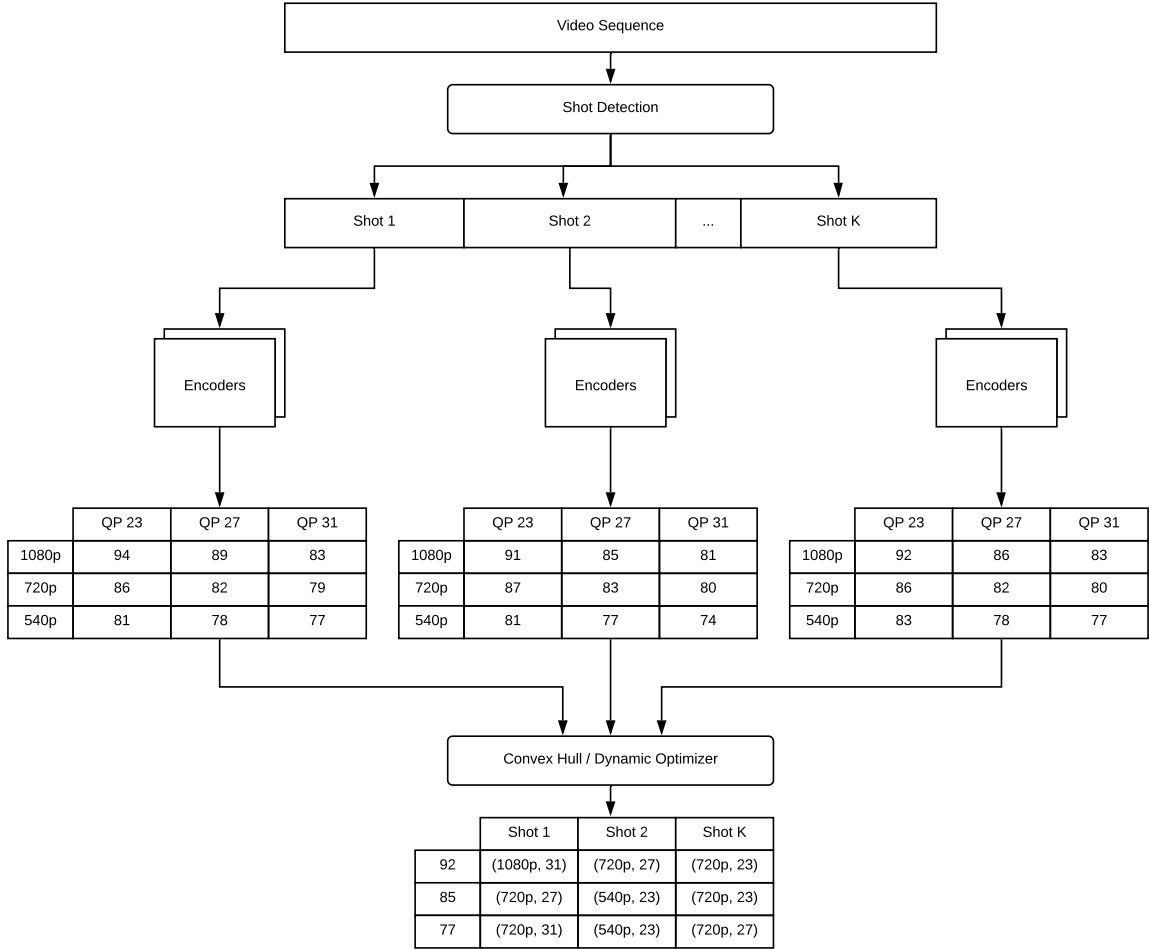 Video Sequence
Shot Detection
Shot 1 Shot 2 ... Shot K
Encoders Encoders Encoders
QP 23 QP 27 QP 31 QP 23 QP 27 QP 31 QP 23 QP 27 QP 31
1080p 94 89 83 1080p 91 85 81 1080p 92 86 83
720p 86 82 79 720p 87 83 80 720p 86 82 80
540p 81 78 77 540p 81 77 74 540p 83 78 77
Convex Hull / Dynamic Optimizer
Shot 1 Shot 2 Shot K
92 (1080p, 31) (720p, 27) (720p, 23)
85 (720p, 27) (540p, 23) (720p, 23)
77 (720p, 31) (540p, 23) (720p, 27)